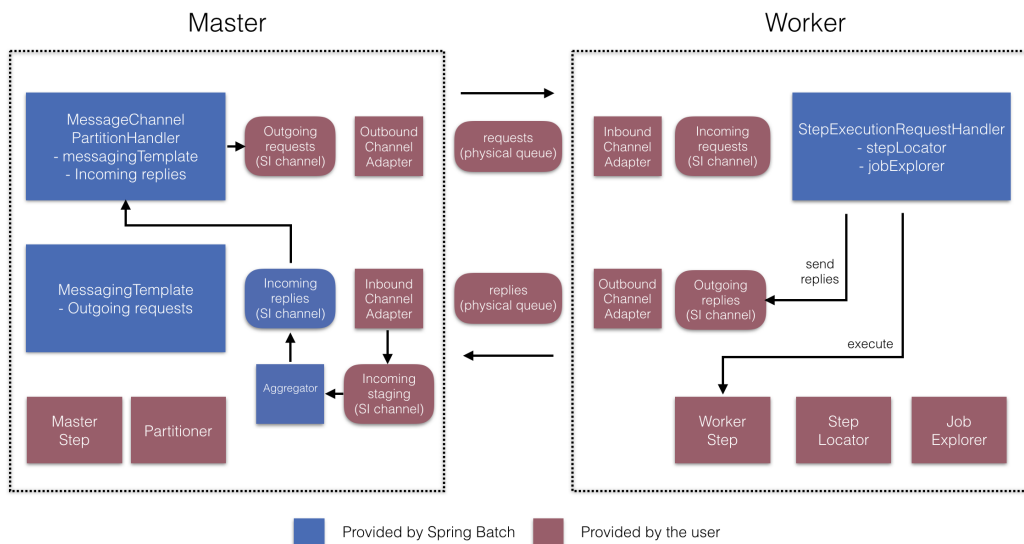 Master
Worker
MessageChannel
PartitionHandler
- messagingTemplate
- Incoming replies
Outgoing
requests
(SI channel)
Outbound
Channel
Adapter
requests
(physical queue)
Inbound
Channel
Adapter
Incoming
requests
(SI channel)
StepExecutionRequestHandler
- stepLocator
- jobExplorer
MessagingTemplate
- Outgoing requests
Incoming
replies
(SI channel)
Inbound
Channel
Adapter
replies
(physical queue)
Outbound
Channel
Adapter
Outgoing
replies
(SI channel)
send
replies
execute
Aggregator
Incoming
staging
(SI channel)
Master
Step
Partitioner
Worker
Step
Step
Locator
Job
Explorer
Provided by Spring Batch
Provided by the user